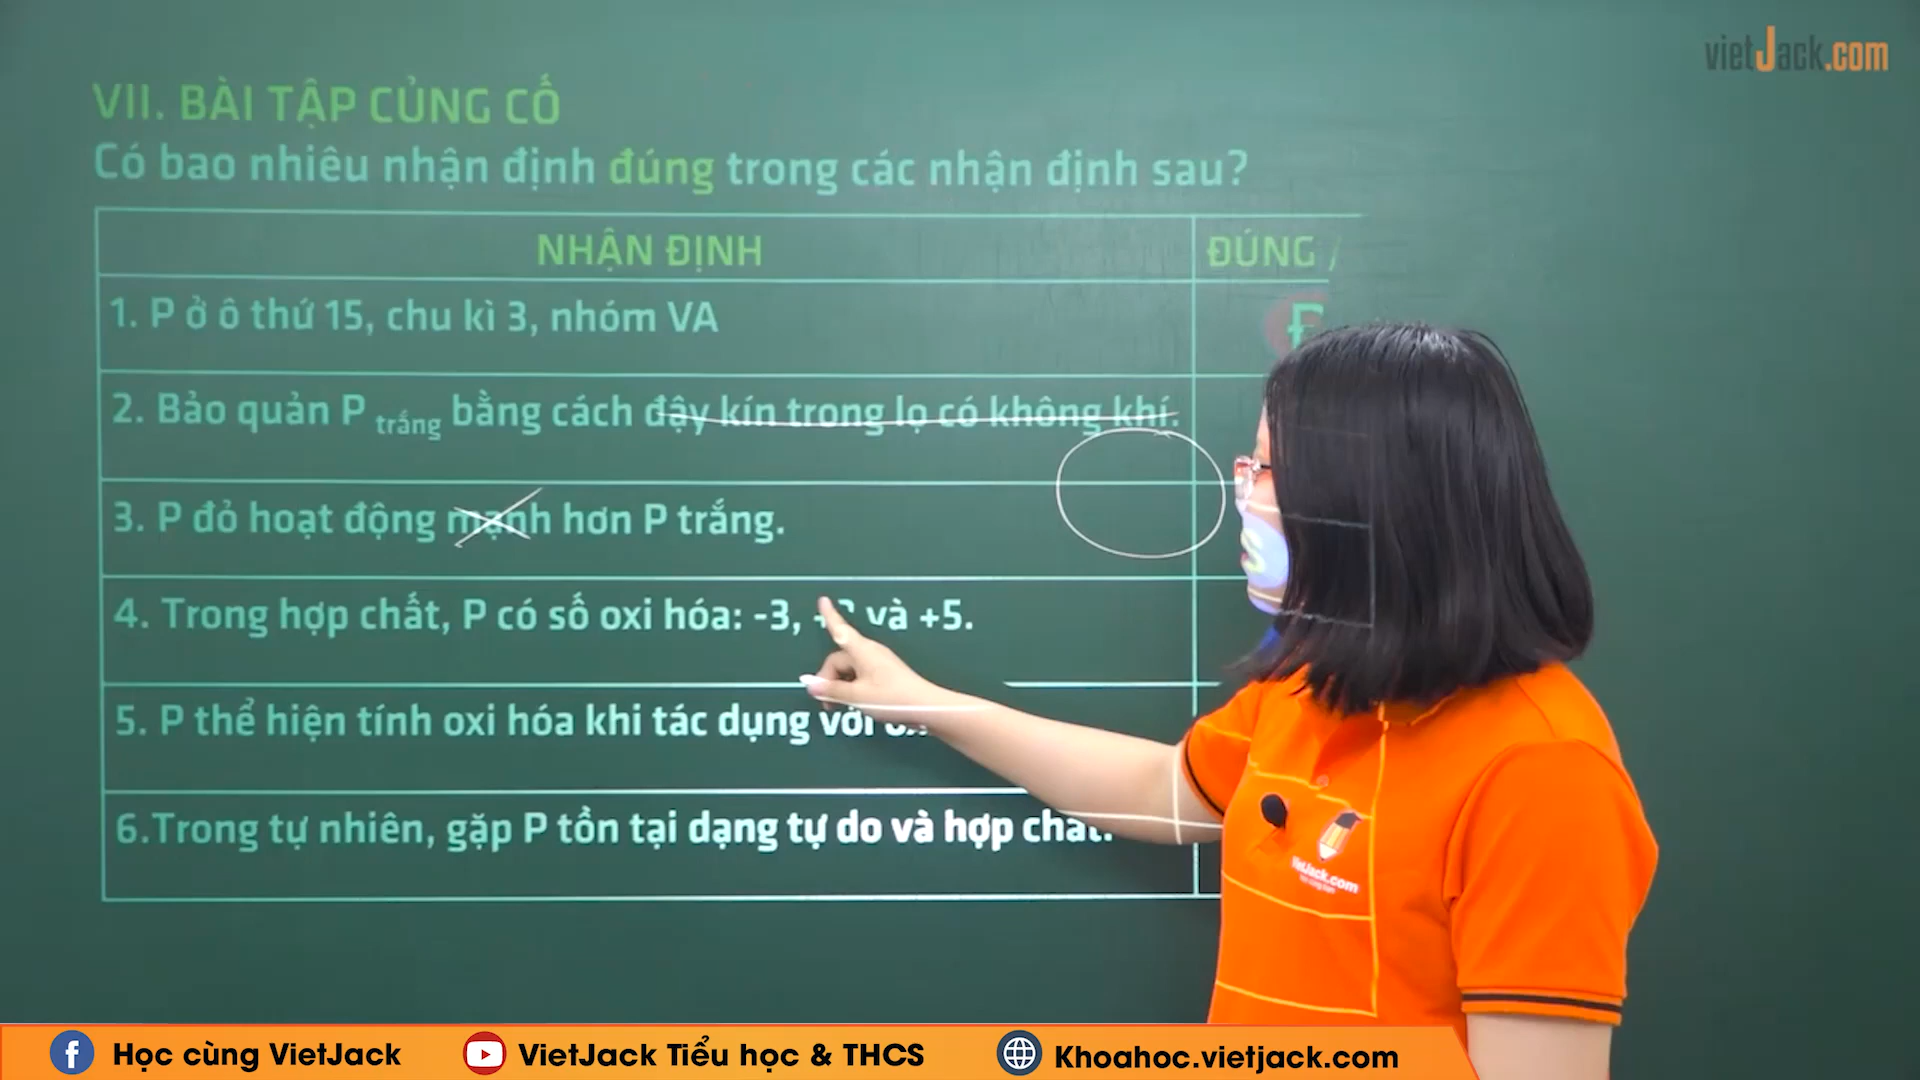 vietJack.com
VII. BÀI TẬP CỦNG CỐ
Có bao nhiêu nhận định đúng trong các nhận định sau?
NHẬN ĐỊNH
ĐÚNG /
1. P ở ô thứ 15, chu kì 3, nhóm VA
Đ
2. Bảo quản P trắng bằng cách đậy kín trong lọ có không khí.
3. P đỏ hoạt động mạnh hơn P trắng.
S
4. Trong hợp chất, P có số oxi hóa: -3, và +5.
5. P thể hiện tính oxi hóa khi tác dụng với
6.Trong tự nhiên, gặp P tồn tại dạng tự do và hợp chất.
VietJack.com
Học cùng VietJack
VietJack Tiểu học & THCS
Khoahoc.vietjack.com